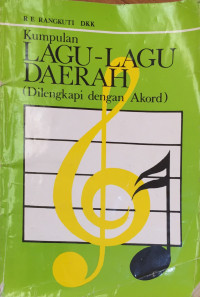 R E RANGKUTI DKK
Kumpulan
LAGU-LAGU
DAERAH
(Dilengkapi dengan Akord)